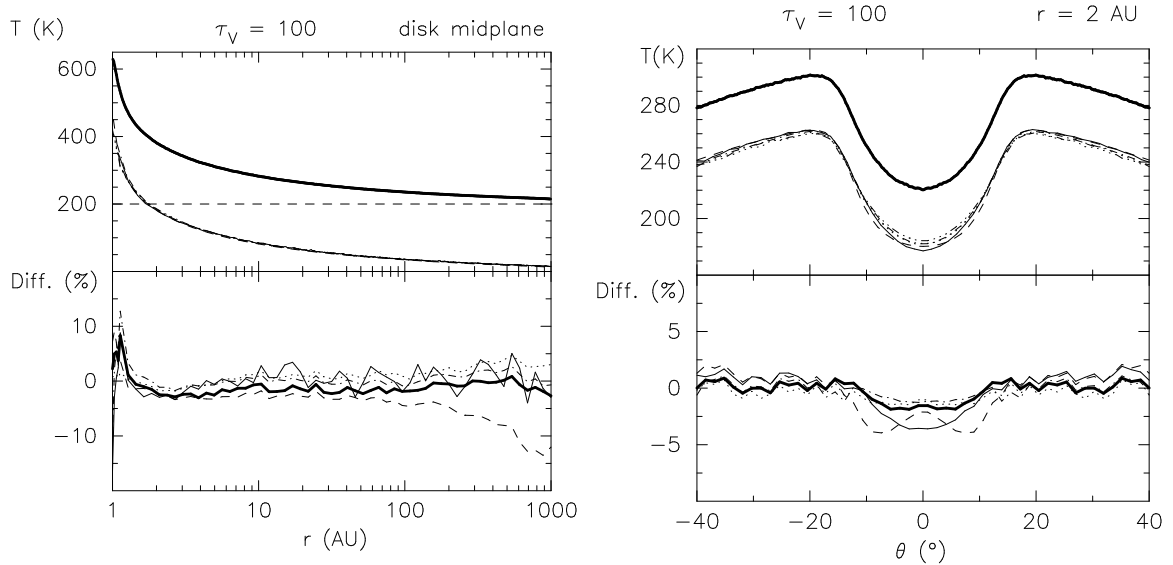 T (K) τV = 100 disk midplane
600
400
200
Diff. (%)
10
0
−10
1 10 100 1000
r (AU)
τV = 100 r = 2 AU
T(K)
280
240
200
Diff. (%)
5
0
−5
−40 −20 0 20 40
θ (°)